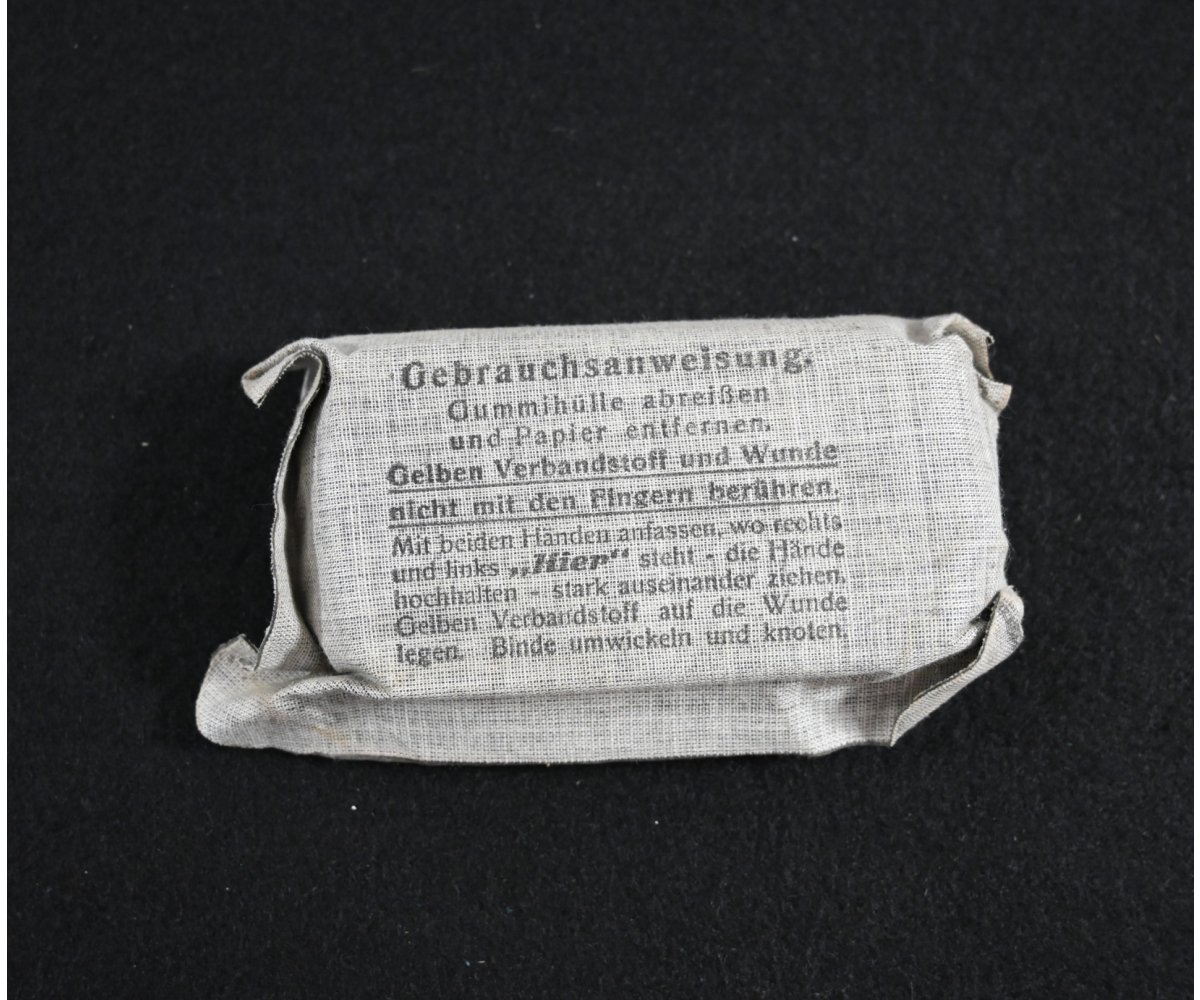 Gebrauchsanweisung.
Gummihülle abreißen
und Papier entfernen.
Gelben Verbandstoff und Wunde
nicht mit den Fingern berühren.
Mit beiden Händen anfassen, wo rechts
und links „Hier“ steht - die Hände
hochhalten - stark auseinander ziehen.
Gelben Verbandstoff auf die Wunde
legen. Binde umwickeln und knoten.